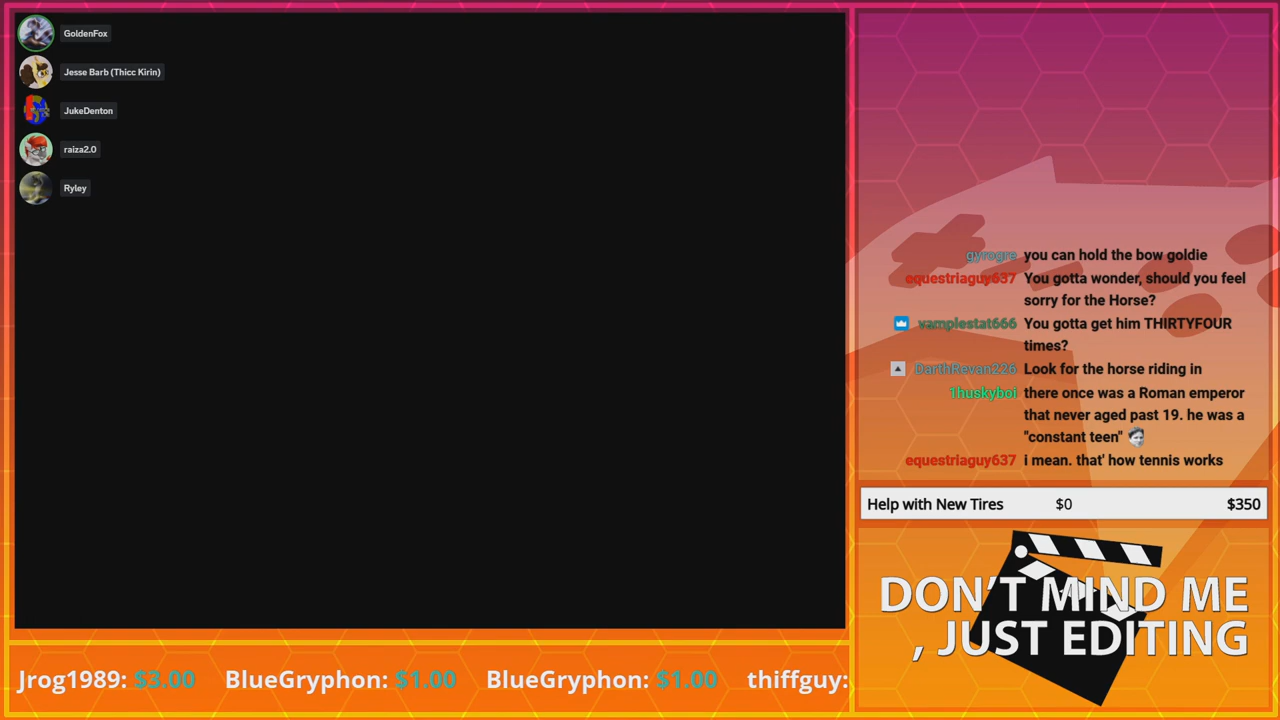 GoldenFox
Jesse Barb (Thicc Kirin)
JukeDenton
raiza2.0
Ryley
gyrogre you can hold the bow goldie
equestriaguy637 You gotta wonder, should you feel
sorry for the Horse?
vamplestat666 You gotta get him THIRTYFOUR
times?
DarthRevan226 Look for the horse riding in
1huskyboi there once was a Roman emperor
that never aged past 19. he was a
"constant teen"
equestriaguy637 i mean. that' how tennis works
Help with New Tires $0 $350
DON'T MIND ME
, JUST EDITING
Jrog1989: $3.00 BlueGryphon: $1.00 BlueGryphon: $1.00 thiffguy: